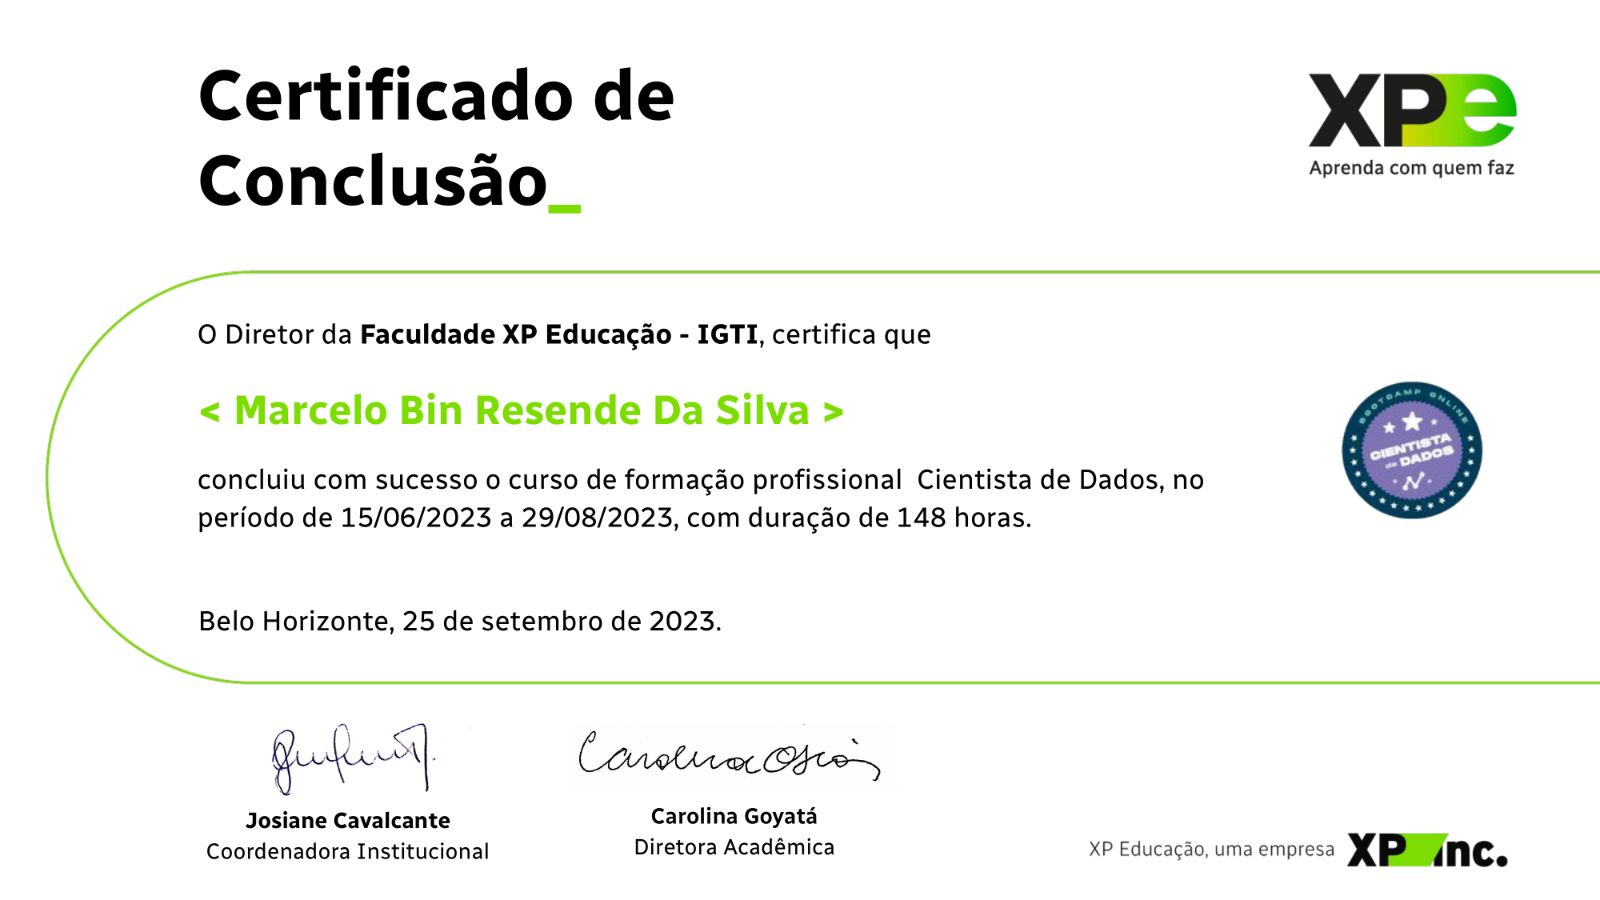 Certificado de
Conclusão_
XPe
Aprenda com quem faz
O Diretor da Faculdade XP Educação - IGTI, certifica que
< Marcelo Bin Resende Da Silva >
concluiu com sucesso o curso de formação profissional  Cientista de Dados, no
período de 15/06/2023 a 29/08/2023, com duração de 148 horas.
BOOTCAMP ONLINE
CIENTISTA
de DADOS
Belo Horizonte, 25 de setembro de 2023.
Josiane Cavalcante
Coordenadora Institucional
Carolina Goyatá
Diretora Acadêmica
XP Educação, uma empresa XP inc.